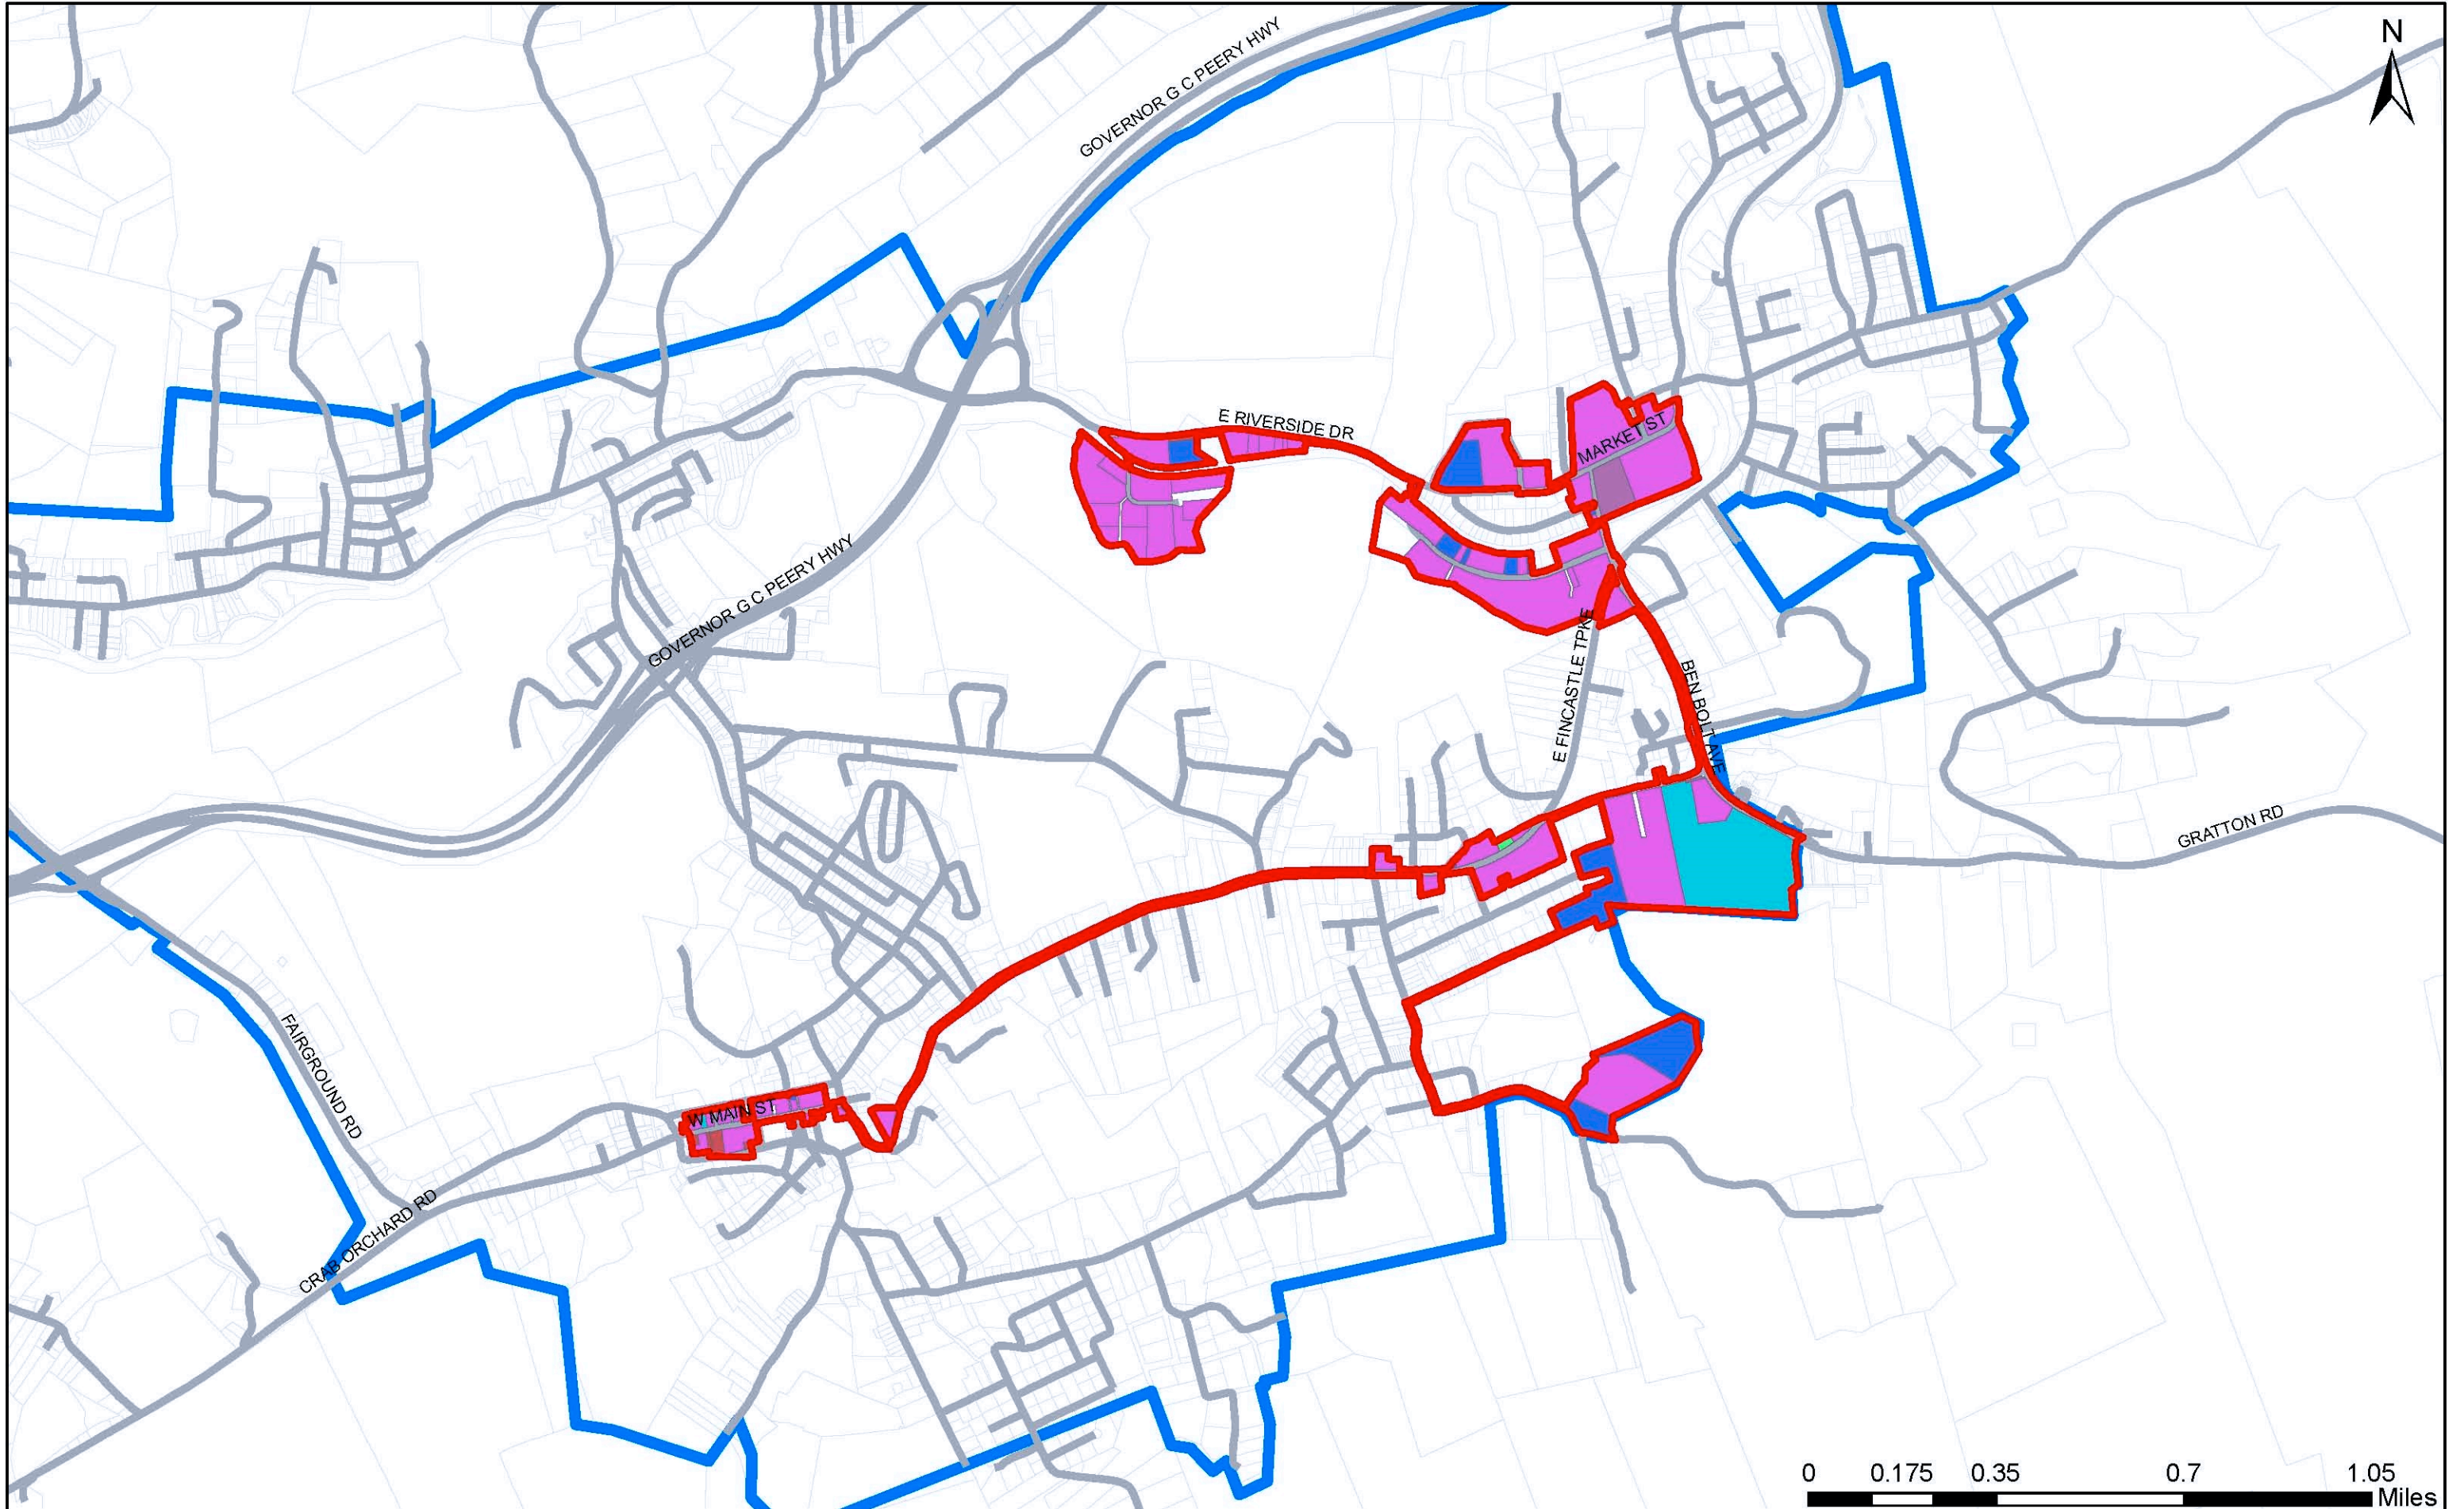 GOVERNOR G C PEERY HWY
N
E RIVERSIDE DR
MARKET ST
GOVERNOR G C PEERY HWY
E FINCASTLE TPKE
BEN BOLT AVE
GRATTON RD
FAIRGROUND RD
W MAIN ST
CRAB ORCHARD RD
0 0.175 0.35 0.7 1.05
Miles